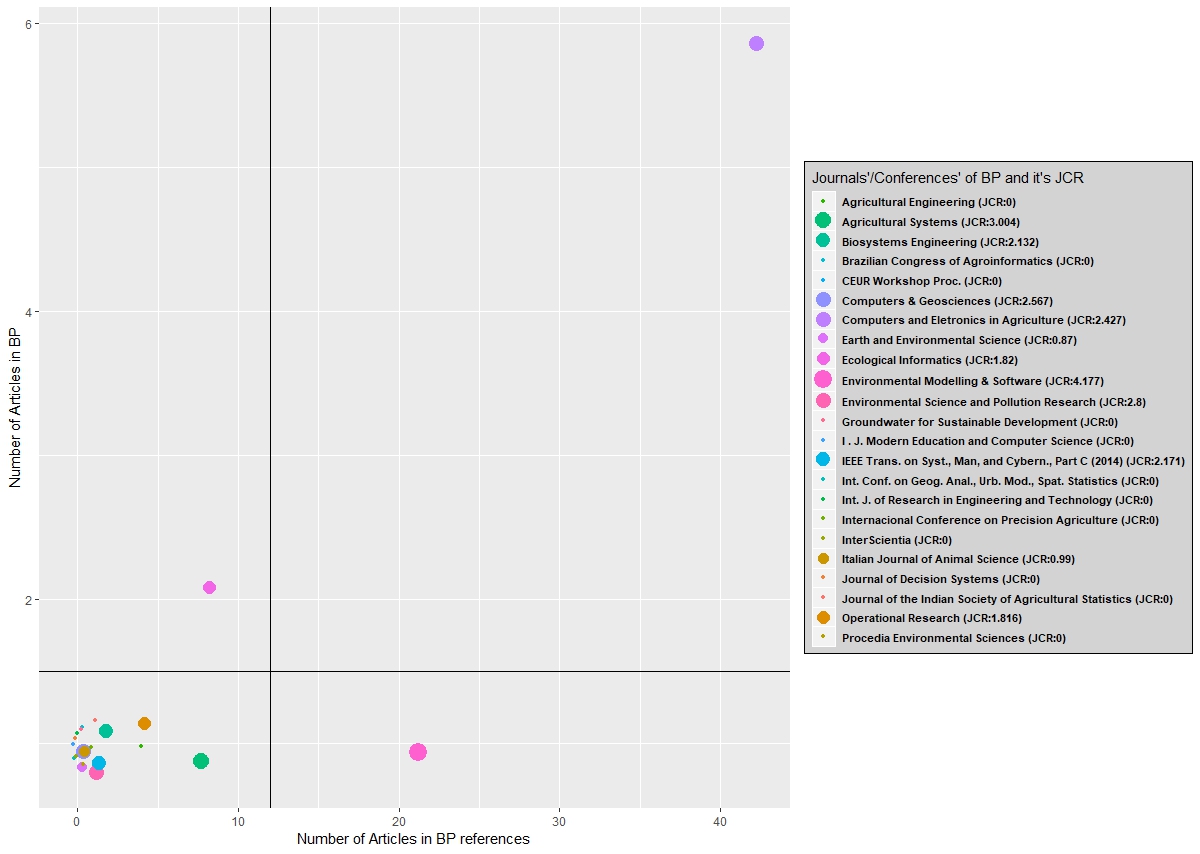 6
4
2
Number of Articles in BP
0
10
20
30
40
Number of Articles in BP references
Journals'/Conferences' of BP and it's JCR
Agricultural Engineering (JCR:0)
Agricultural Systems (JCR:3.004)
Biosystems Engineering (JCR:2.132)
Brazilian Congress of Agroinformatics (JCR:0)
CEUR Workshop Proc. (JCR:0)
Computers & Geosciences (JCR:2.567)
Computers and Eletronics in Agriculture (JCR:2.427)
Earth and Environmental Science (JCR:0.87)
Ecological Informatics (JCR:1.82)
Environmental Modelling & Software (JCR:4.177)
Environmental Science and Pollution Research (JCR:2.8)
Groundwater for Sustainable Development (JCR:0)
I . J. Modern Education and Computer Science (JCR:0)
IEEE Trans. on Syst., Man, and Cybern., Part C (2014) (JCR:2.171)
Int. Conf. on Geog. Anal., Urb. Mod., Spat. Statistics (JCR:0)
Int. J. of Research in Engineering and Technology (JCR:0)
Internacional Conference on Precision Agriculture (JCR:0)
InterScientia (JCR:0)
Italian Journal of Animal Science (JCR:0.99)
Journal of Decision Systems (JCR:0)
Journal of the Indian Society of Agricultural Statistics (JCR:0)
Operational Research (JCR:1.816)
Procedia Environmental Sciences (JCR:0)